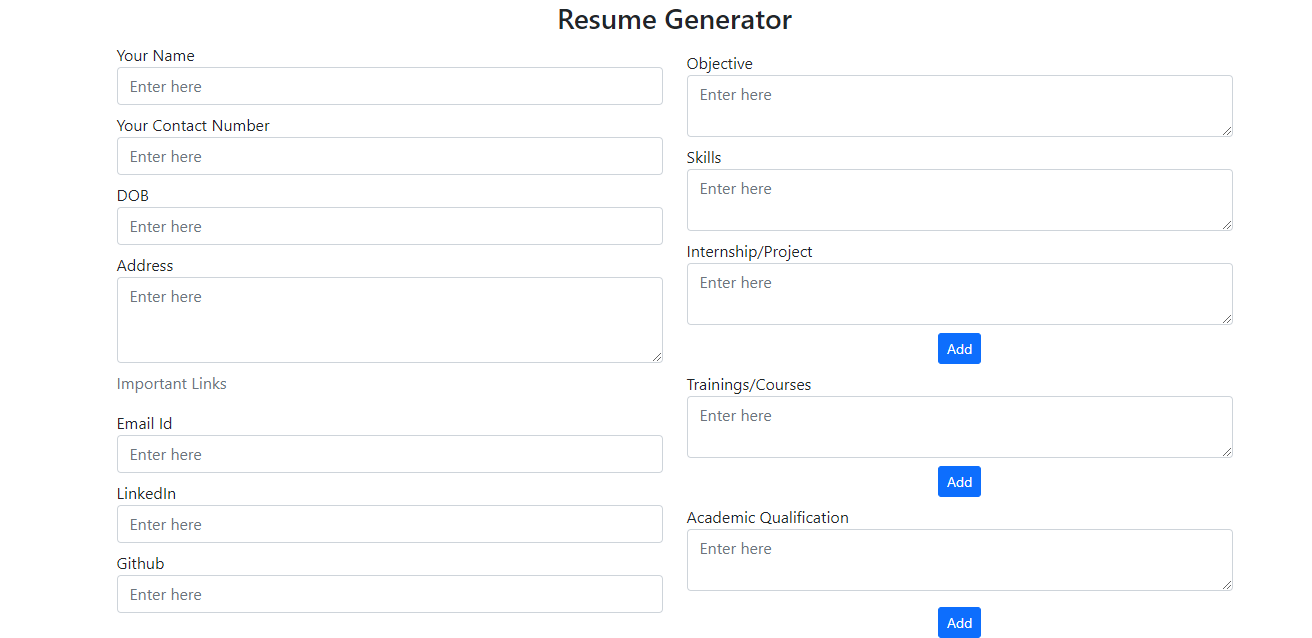 Resume Generator
Your Name
Enter here
Your Contact Number
Enter here
DOB
Enter here
Address
Enter here
Important Links
Email Id
Enter here
LinkedIn
Enter here
Github
Enter here
Objective
Enter here
Skills
Enter here
Internship/Project
Enter here
Add
Trainings/Courses
Enter here
Add
Academic Qualification
Enter here
Add